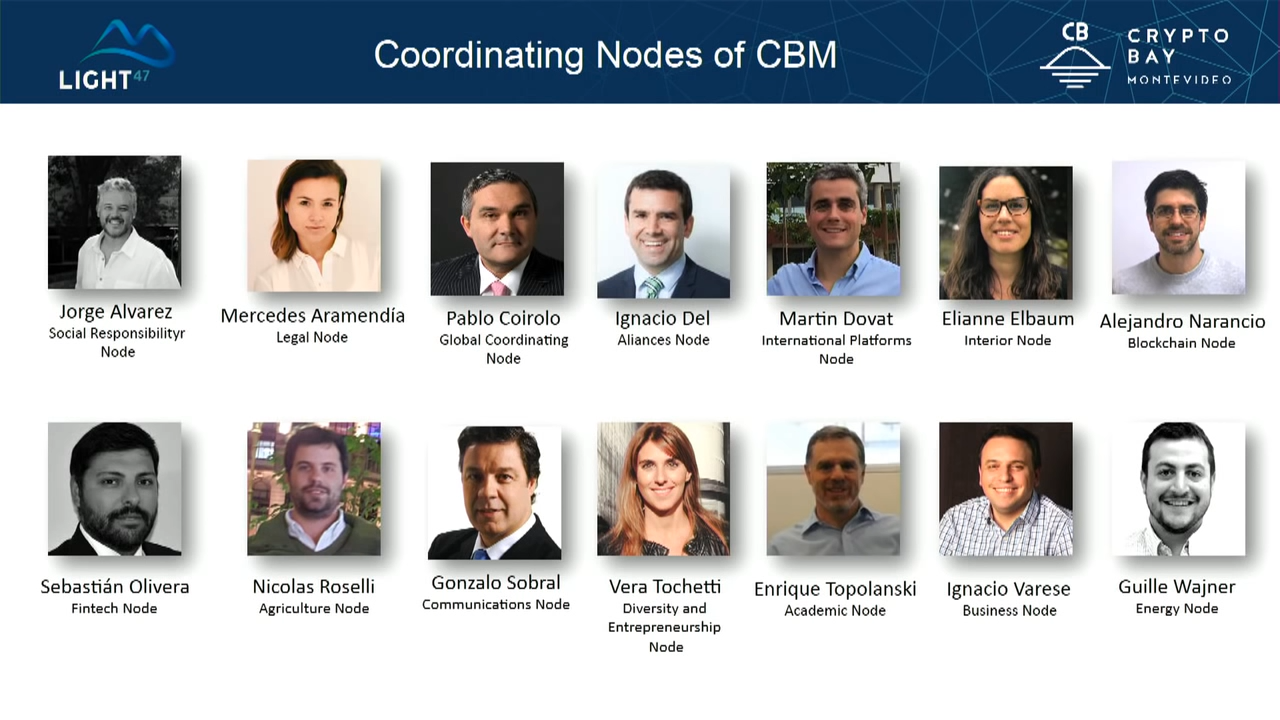 LIGHT 47
Coordinating Nodes of CBM
CB
CRYPTO
BAY
MONTEVIDEO
Jorge Alvarez
Social Responsibilityr
Node
Mercedes Aramendía
Legal Node
Pablo Coirolo
Global Coordinating
Node
Ignacio Del
Aliances Node
Martin Dovat
International Platforms
Node
Elianne Elbaum
Interior Node
Alejandro Narancio
Blockchain Node
Sebastián Olivera
Fintech Node
Nicolas Roselli
Agriculture Node
Gonzalo Sobral
Communications Node
Vera Tochetti
Diversity and
Entrepreneurship
Node
Enrique Topolanski
Academic Node
Ignacio Varese
Business Node
Guille Wajner
Energy Node